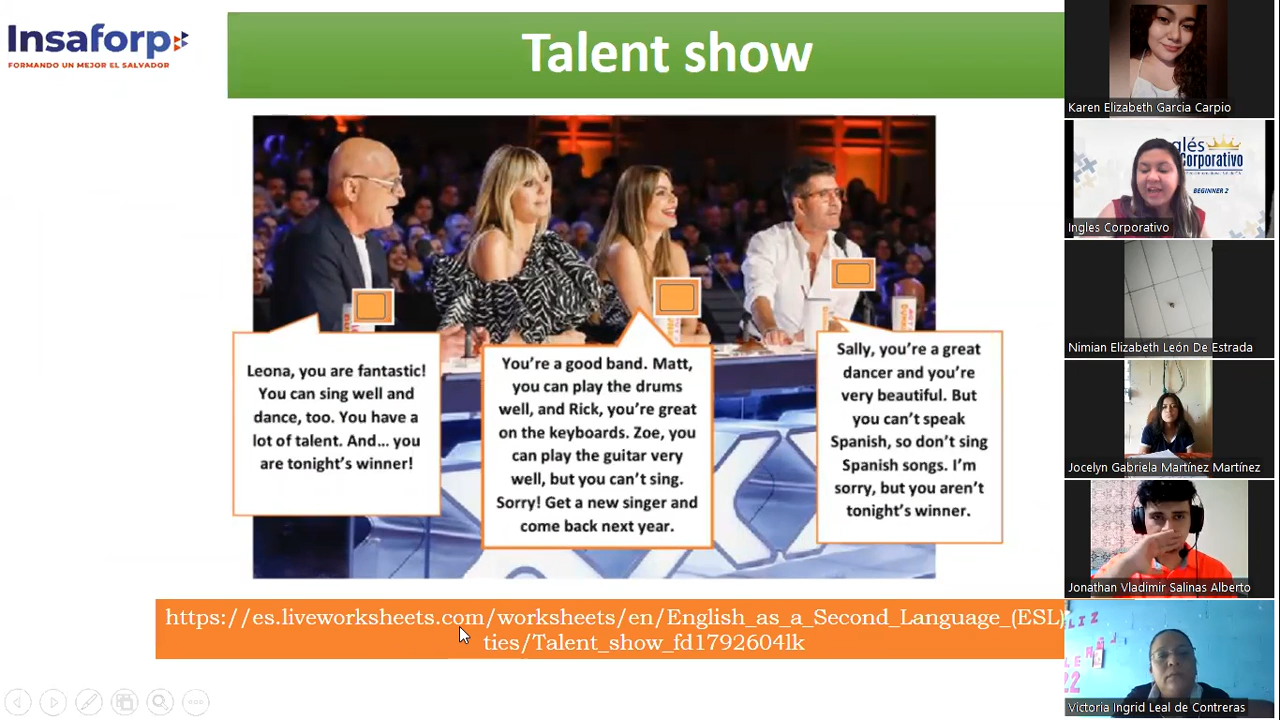 Insaforp
FORMANDO UN MEJOR EL SALVADOR
Talent show
Leona, you are fantastic!
You can sing well and
dance, too. You have a
lot of talent. And... you
are tonight's winner!
You're a good band. Matt,
you can play the drums
well, and Rick, you're great
on the keyboards. Zoe, you
can play the guitar very
well, but you can't sing.
Sorry! Get a new singer and
come back next year.
Sally, you're a great
dancer and you're
very beautiful. But
you can't speak
Spanish, so don't sing
Spanish songs. I'm
sorry, but you aren't
tonight's winner.
https://es.liveworksheets.com/worksheets/en/English_as_a_Second_Language_(ESL)
ties/Talent_show_fd1792604lk
Karen Elizabeth Garcia Carpio
glés
Corporativo
BEGINNER 2
Ingles Corporativo
Nimian Elizabeth León De Estrada
Jocelyn Gabriela Martínez Martínez
Jonathan Vladimir Salinas Alberto
Victoria Ingrid Leal de Contreras